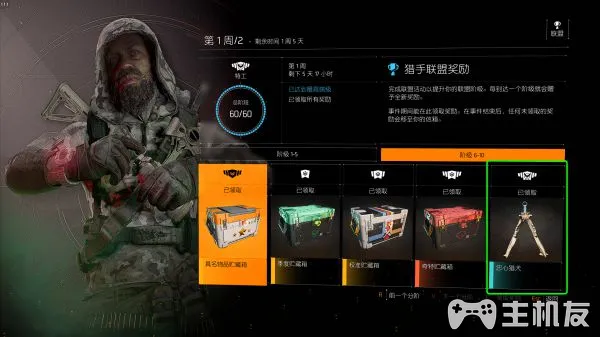 第 1 周/2 - 剩余时间 1 周 5 天
联盟
特工
总阶级
60/60
第 1 周
剩下 5 天 17 小时
已达到最高阶级
已领取所有奖励
猎手联盟奖励
完成联盟活动以提升你的联盟阶级。每到达一个阶级就会赠
予全新奖励。
事件期间能在此领取奖励。在事件结束后，任何未领取的奖
励会移至你的信箱。
阶级 1-5
阶级 6-10
已领取
已领取
已领取
已领取
已领取
具名物品贮藏箱
季度贮藏箱
校准贮藏箱
奇特贮藏箱
忠心猎犬
前一个分阶
Esc 返回
主机友